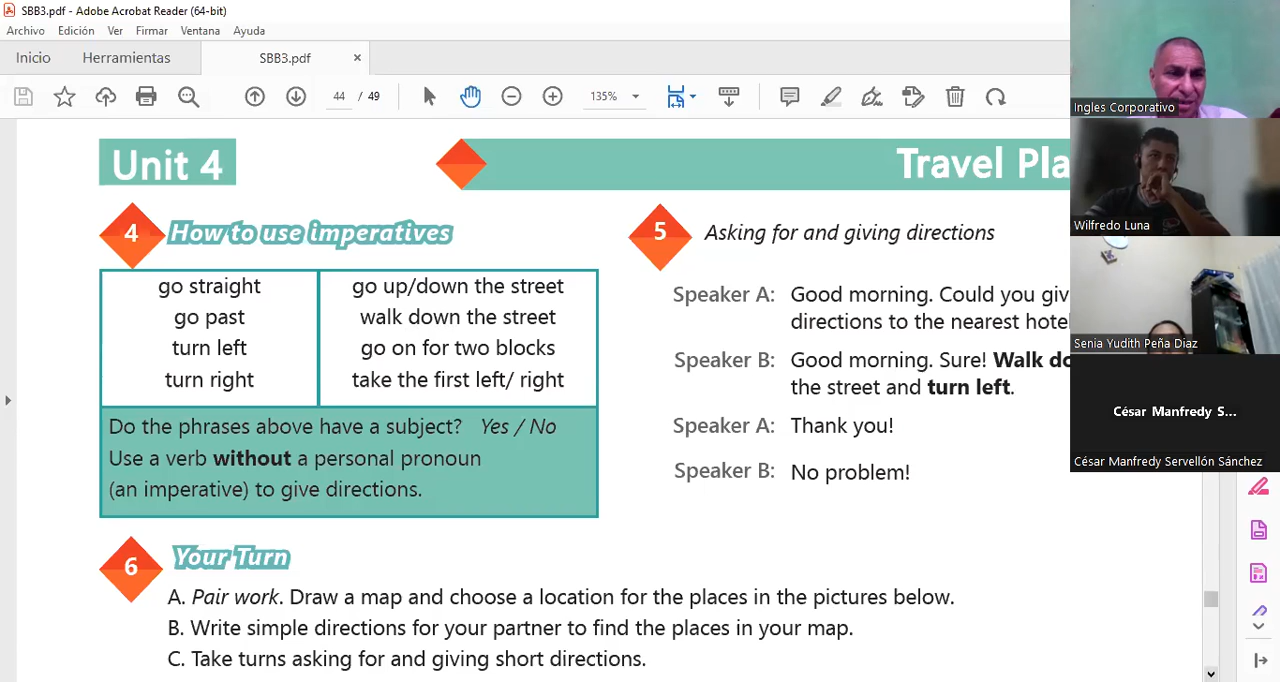 SBB3.pdf - Adobe Acrobat Reader (64-bit)
Archivo Edición Ver Firmar Ventana Ayuda
Inicio Herramientas SBB3.pdf ×
44 / 49 135%
Unit 4
Travel Pla
4 How to use imperatives
go straight
go past
turn left
turn right
go up/down the street
walk down the street
go on for two blocks
take the first left/ right
Do the phrases above have a subject? Yes / No
Use a verb without a personal pronoun
(an imperative) to give directions.
5 Asking for and giving directions
Speaker A: Good morning. Could you giv
directions to the nearest hote
Speaker B: Good morning. Sure! Walk do
the street and turn left.
Speaker A: Thank you!
Speaker B: No problem!
6 Your Turn
A. Pair work. Draw a map and choose a location for the places in the pictures below.
B. Write simple directions for your partner to find the places in your map.
C. Take turns asking for and giving short directions.
Ingles Corporativo
Wilfredo Luna
Senia Yudith Peña Diaz
César Manfredy S...
César Manfredy Servellón Sánchez